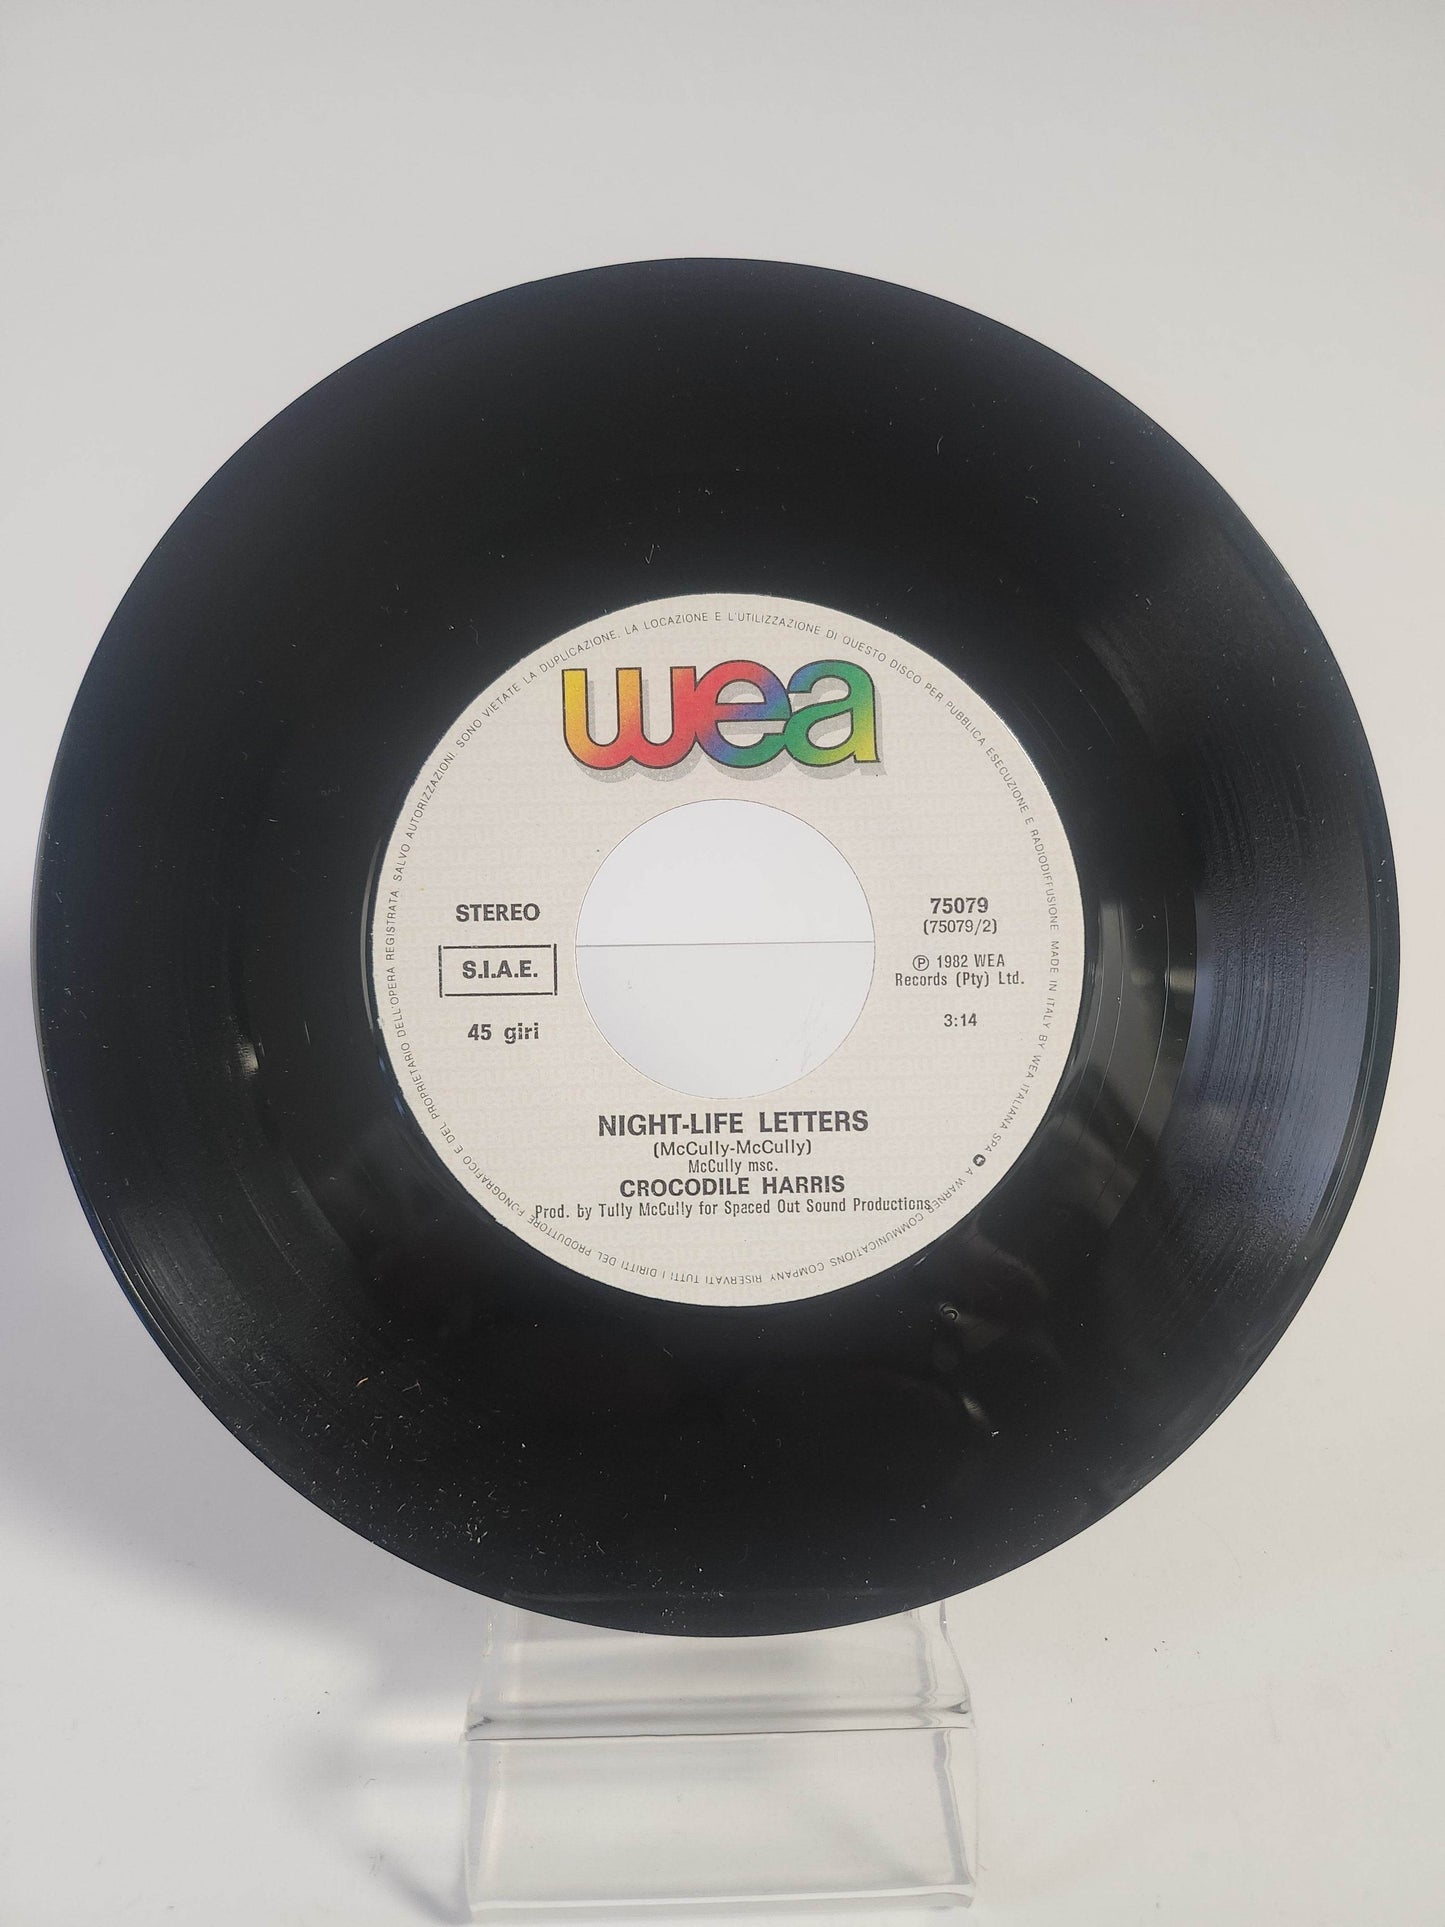 SONO VIETATE LA DUPLICAZIONE, LA LOCAZIONE E L'UTILIZZAZIONE DI QUESTO DISCO PER PUBBLICA ESECUZIONE E RADIODIFFUSIONE MADE IN ITALY BY WEA ITALIANA SPA A WARNER COMMUNICATIONS COMPANY RISERVATI TUTTI I DIRITTI DEL PRODUTTORE FONOGRAFICO E DEL PROPRIETARIO DELL'OPERA REGISTRATA SALVO AUTORIZZAZIONI.
wea
STEREO
S.I.A.E.
45 giri
75079
(75079/2)
℗ 1982 WEA
Records (Pty) Ltd.
3:14
NIGHT-LIFE LETTERS
(McCully-McCully)
McCully msc.
CROCODILE HARRIS
Prod. by Tully McCully for Spaced Out Sound Productions